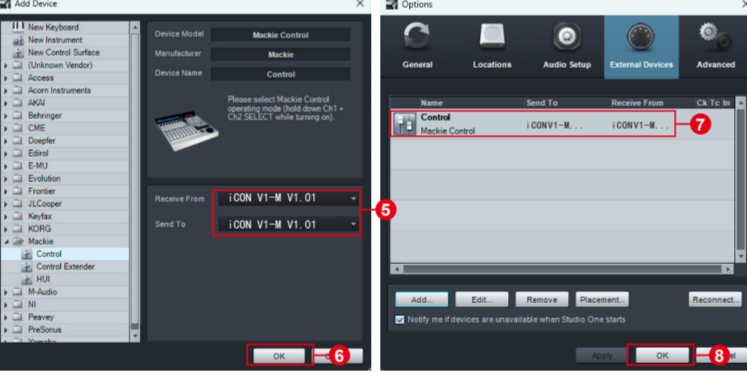 Add Device
New Keyboard
New Instrument
New Control Surface
(Unknown Vendor)
Access
Acorn Instruments
AKAI
Behringer
CME
Doepfer
Edirol
E-MU
Evolution
Frontier
JLCooper
Keyfax
KORG
Mackie
Control
Control Extender
HUI
M-Audio
NI
Peavey
PreSonus
Yamaha
Device Model
Mackie Control
Manufacturer
Mackie
Device Name
Control
Please select Mackie Control
operating mode (hold down Ch1 +
Ch2 SELECT while turning on).
Receive From
iCON V1-M V1.01
Send To
iCON V1-M V1.01
5
OK
6
Options
General
Locations
Audio Setup
External Devices
Advanced
Name
Send To
Receive From
Ck Tc In
Control
Mackie Control
iCONV1-M...
iCONV1-M...
7
Add...
Edit...
Remove
Placement...
Reconnect...
Notify me if devices are unavailable when Studio One starts
Apply
OK
8
el